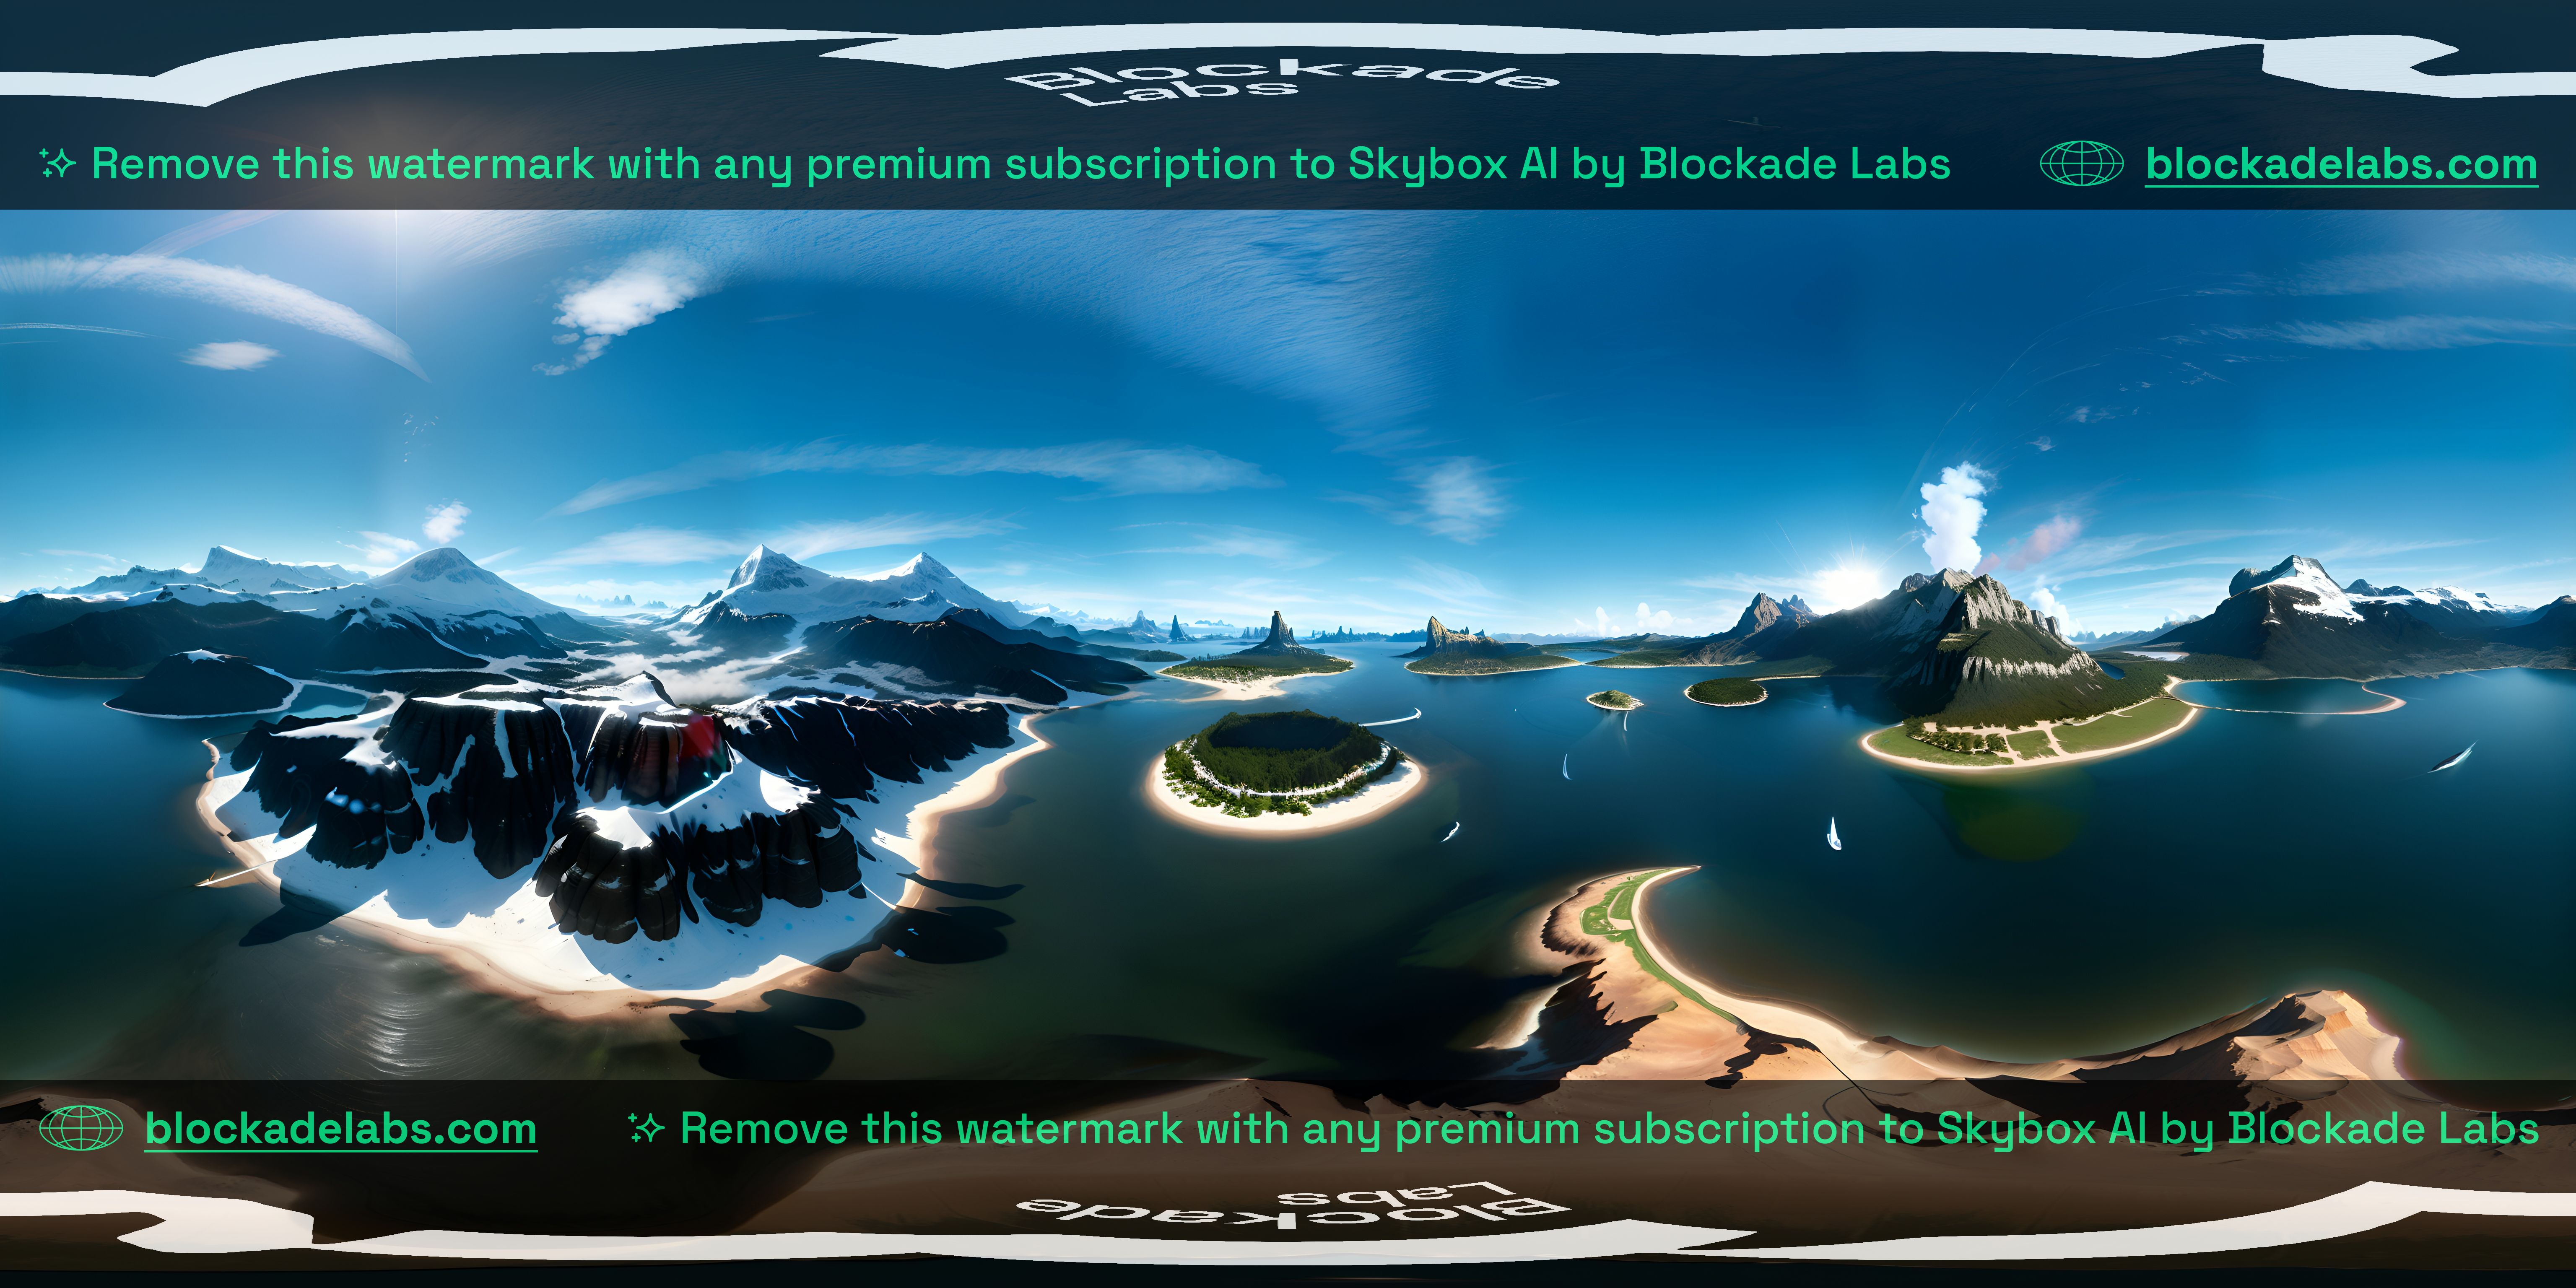 Blockade
Labs
Remove this watermark with any premium subscription to Skybox AI by Blockade Labs
blockadelabs.com
blockadelabs.com
Remove this watermark with any premium subscription to Skybox AI by Blockade Labs
Labs
Blockade